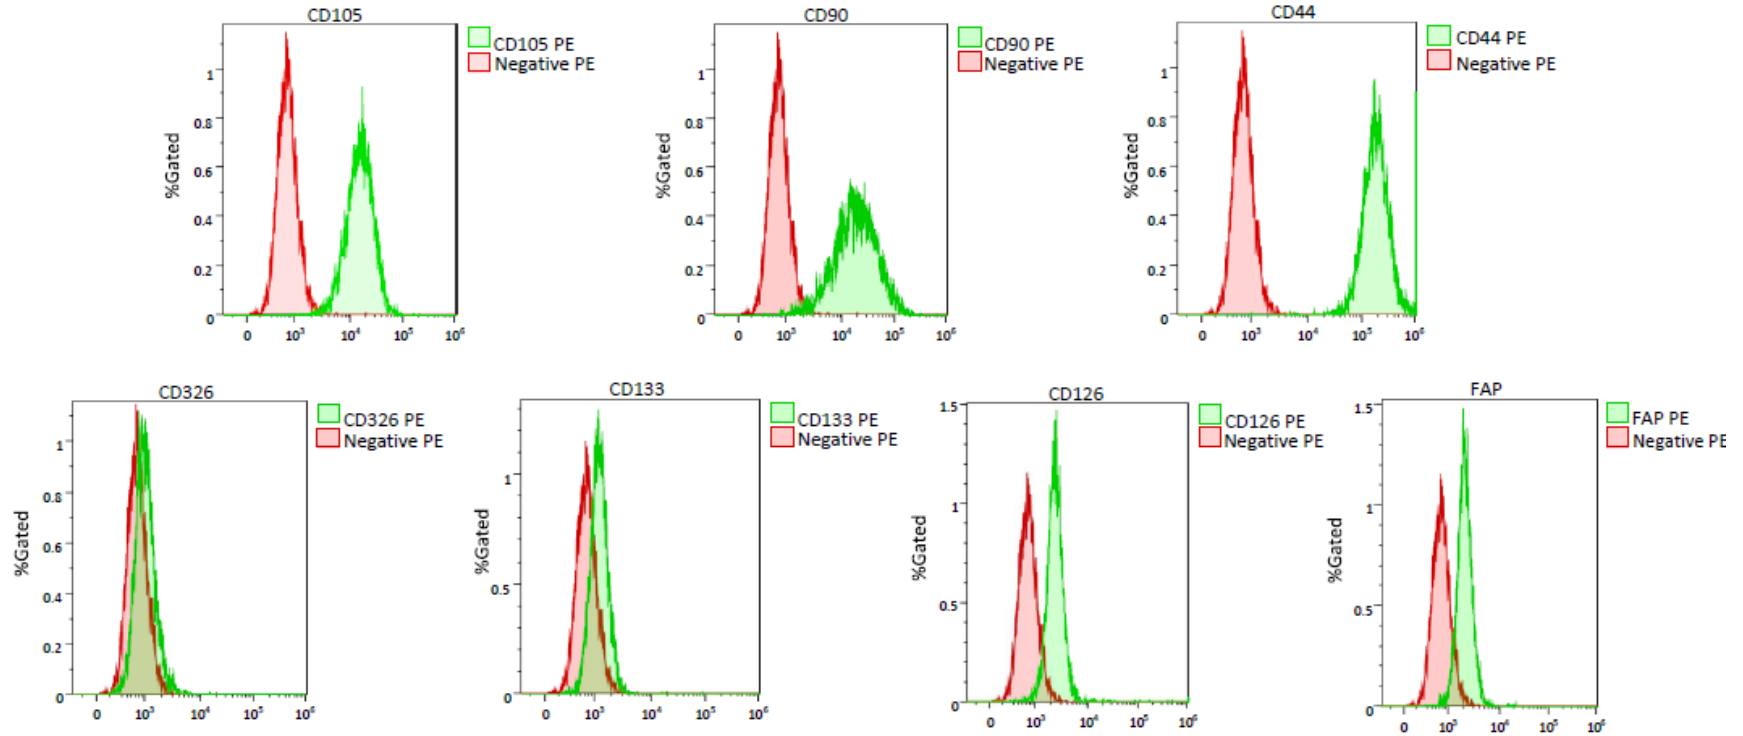 CD105
CD105 PE
Negative PE
%Gated
1
0.8
0.6
0.4
0.2
0
0 10³ 10⁴ 10⁵ 10⁶
CD90
CD90 PE
Negative PE
%Gated
1
0.8
0.6
0.4
0.2
0
0 10³ 10⁴ 10⁵ 10⁶
CD44
CD44 PE
Negative PE
%Gated
1
0.8
0.6
0.4
0.2
0
0 10³ 10⁴ 10⁵ 10⁶
CD326
CD326 PE
Negative PE
%Gated
1
0.8
0.6
0.4
0.2
0
0 10³ 10⁴ 10⁵ 10⁶
CD133
CD133 PE
Negative PE
%Gated
1
0.5
0
0 10³ 10⁴ 10⁵ 10⁶
CD126
CD126 PE
Negative PE
%Gated
1.5
1
0.5
0
0 10³ 10⁴ 10⁵ 10⁶
FAP
FAP PE
Negative PE
%Gated
1.5
1
0.5
0
0 10³ 10⁴ 10⁵ 10⁶